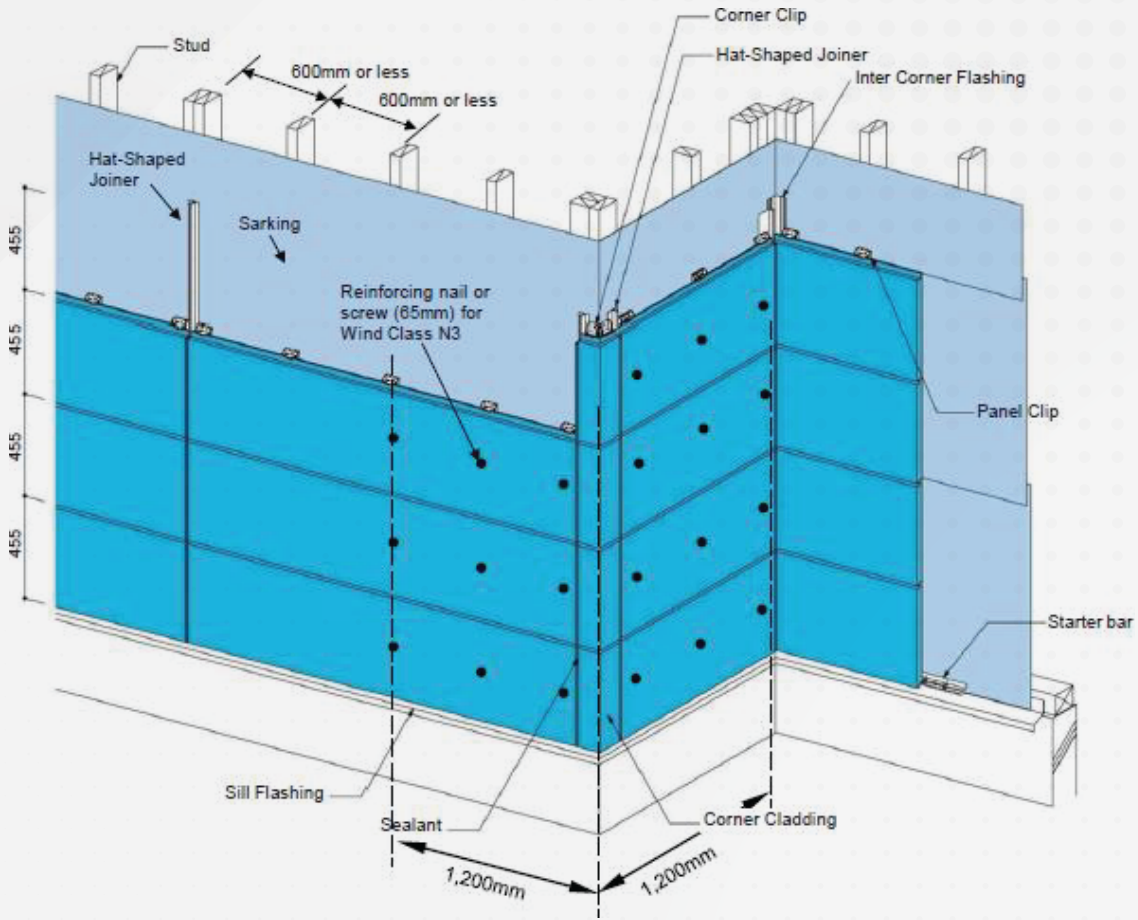 Corner Clip
Stud
Hat-Shaped Joiner
600mm or less
Inter Corner Flashing
600mm or less
Hat-Shaped
Joiner
Sarking
455
455
455
455
Reinforcing nail or
screw (65mm) for
Wind Class N3
Panel Clip
Starter bar
Sill Flashing
Sealant
Corner Cladding
1,200mm
1,200mm